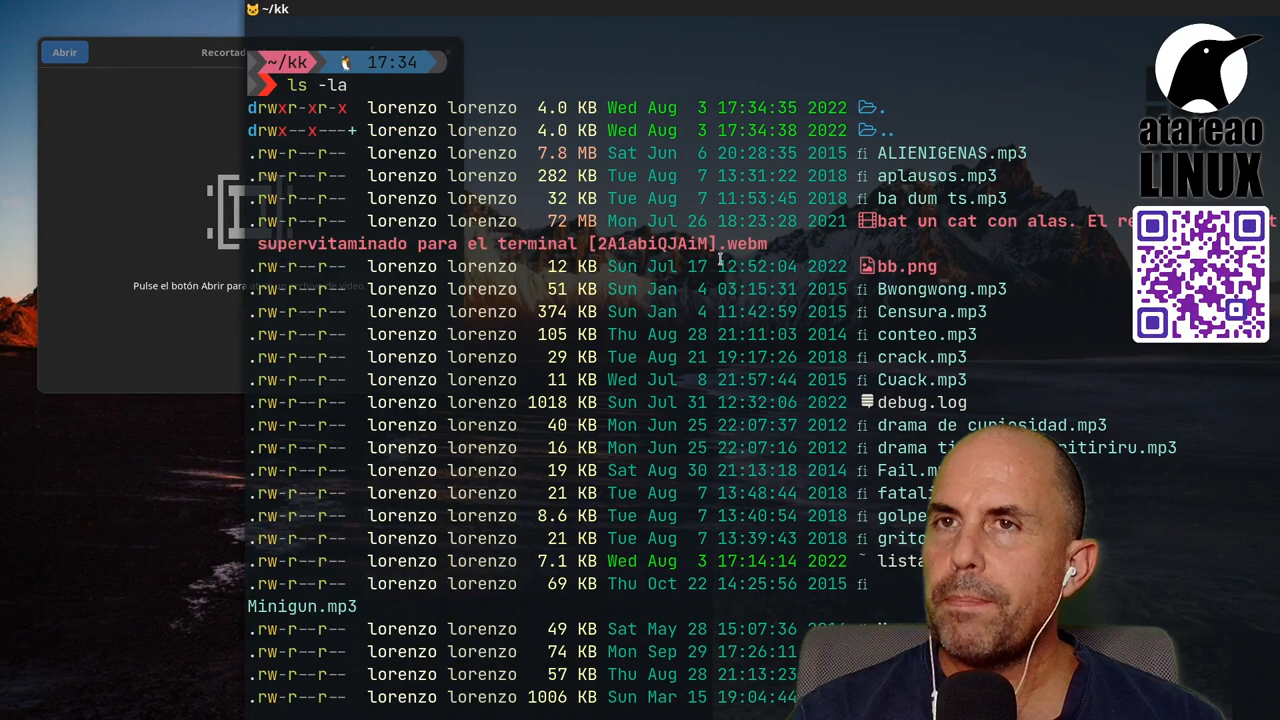 ~/kk
Abrir
Recortad
~/kk 17:34
ls -la
Pulse el botón Abrir para
drwxr-xr-x lorenzo lorenzo 4.0 KB Wed Aug 3 17:34:35 2022 .
drwx--x---+ lorenzo lorenzo 4.0 KB Wed Aug 3 17:34:38 2022 ..
.rw-r--r-- lorenzo lorenzo 7.8 MB Sat Jun 6 20:28:35 2015 ALIENIGENAS.mp3
.rw-r--r-- lorenzo lorenzo 282 KB Tue Aug 7 13:31:22 2018 aplausos.mp3
.rw-r--r-- lorenzo lorenzo 32 KB Tue Aug 7 11:53:45 2018 ba dum ts.mp3
.rw-r--r-- lorenzo lorenzo 72 MB Mon Jul 26 18:23:28 2021 bat un cat con alas. El
supervitaminado para el terminal [2A1abiQJAiM].webm
.rw-r--r-- lorenzo lorenzo 12 KB Sun Jul 17 12:52:04 2022 bb.png
.rw-r--r-- lorenzo lorenzo 51 KB Sun Jan 4 03:15:31 2015 Bwongwong.mp3
.rw-r--r-- lorenzo lorenzo 374 KB Sun Jan 4 11:42:59 2015 Censura.mp3
.rw-r--r-- lorenzo lorenzo 105 KB Thu Aug 28 21:11:03 2014 conteo.mp3
.rw-r--r-- lorenzo lorenzo 29 KB Tue Aug 21 19:17:26 2018 crack.mp3
.rw-r--r-- lorenzo lorenzo 11 KB Wed Jul 8 21:57:44 2015 Cuack.mp3
.rw-r--r-- lorenzo lorenzo 1018 KB Sun Jul 31 12:32:06 2022 debug.log
.rw-r--r-- lorenzo lorenzo 40 KB Mon Jun 25 22:07:37 2012 drama de curiosidad.mp3
.rw-r--r-- lorenzo lorenzo 16 KB Mon Jun 25 22:07:16 2012 drama ritiriru.mp3
.rw-r--r-- lorenzo lorenzo 19 KB Sat Aug 30 21:13:18 2014 Fail.m
.rw-r--r-- lorenzo lorenzo 21 KB Tue Aug 7 13:48:44 2018 fatali
.rw-r--r-- lorenzo lorenzo 8.6 KB Tue Aug 7 13:40:54 2018 golpe
.rw-r--r-- lorenzo lorenzo 21 KB Tue Aug 7 13:39:43 2018 grito
.rw-r--r-- lorenzo lorenzo 7.1 KB Wed Aug 3 17:14:14 2022 lista
.rw-r--r-- lorenzo lorenzo 69 KB Thu Oct 22 14:25:56 2015
Minigun.mp3
.rw-r--r-- lorenzo lorenzo 49 KB Sat May 28 15:07:36
.rw-r--r-- lorenzo lorenzo 74 KB Mon Sep 29 17:26:11
.rw-r--r-- lorenzo lorenzo 57 KB Thu Aug 28 21:13:23
.rw-r--r-- lorenzo lorenzo 1006 KB Sun Mar 15 19:04:44
atareao
LINUX